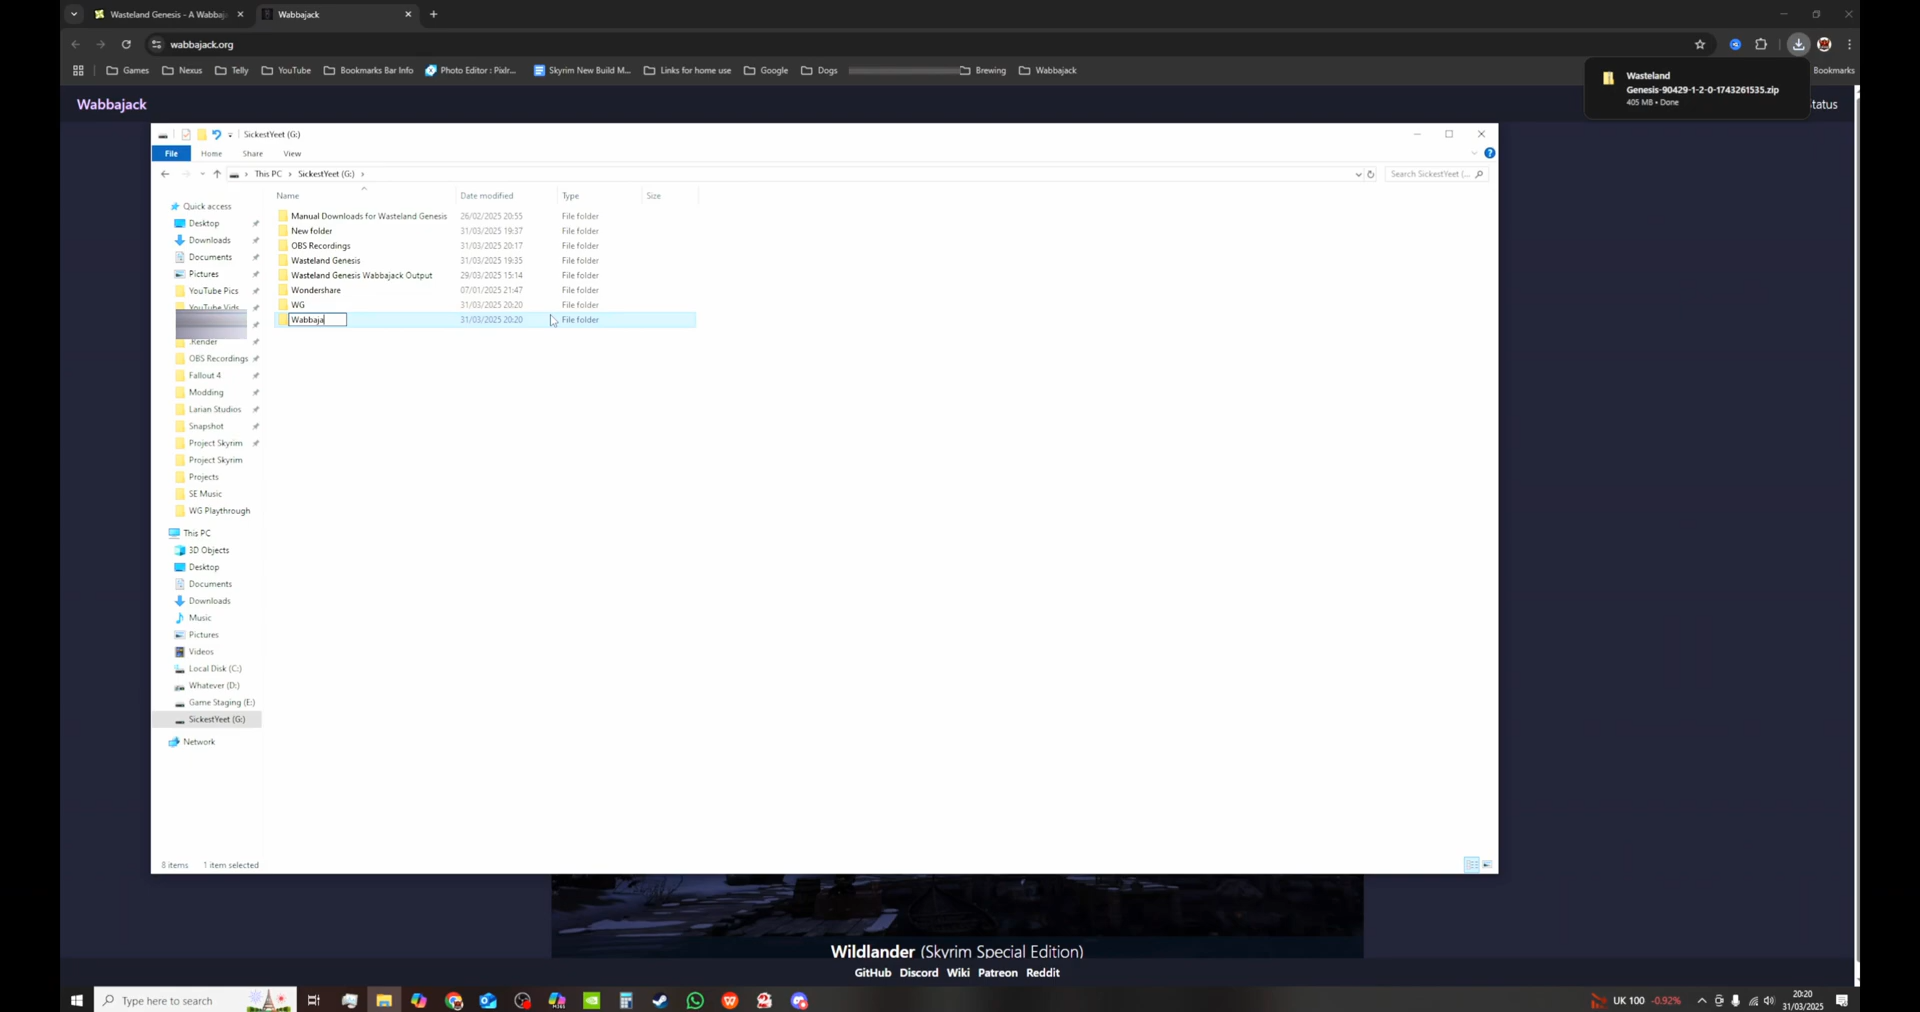 Wasteland Genesis - A Wabbaj
Wabbajack
wabbajack.org
Games
Nexus
Telly
YouTube
Bookmarks Bar Info
Photo Editor : Pixlr...
Skyrim New Build M...
Links for home use
Google
Dogs
Brewing
Wabbajack
Bookmarks
Wasteland
Genesis-90429-1-2-0-1743261535.zip
405 MB • Done
Wabbajack
tatus
SickestYeet (G:)
File
Home
Share
View
This PC
SickestYeet (G:)
Search SickestYeet (...
Name
Date modified
Type
Size
Manual Downloads for Wasteland Genesis 26/02/2025 20:55 File folder
New folder 31/03/2025 19:37 File folder
OBS Recordings 31/03/2025 20:17 File folder
Wasteland Genesis 31/03/2025 19:35 File folder
Wasteland Genesis Wabbajack Output 29/03/2025 15:14 File folder
Wondershare 07/01/2025 21:47 File folder
WG 31/03/2025 20:20 File folder
Wabbaja 31/03/2025 20:20 File folder
Quick access
Desktop
Downloads
Documents
Pictures
YouTube Pics
YouTube Vids
.Render
OBS Recordings
Fallout 4
Modding
Larian Studios
Snapshot
Project Skyrim
Project Skyrim
Projects
SE Music
WG Playthrough
This PC
3D Objects
Desktop
Documents
Downloads
Music
Pictures
Videos
Local Disk (C:)
Whatever (D:)
Game Staging (E:)
SickestYeet (G:)
Network
8 items
1 item selected
Wildlander (Skyrim Special Edition)
GitHub Discord Wiki Patreon Reddit
Type here to search
UK 100 -0.92%
20:20
31/03/2025